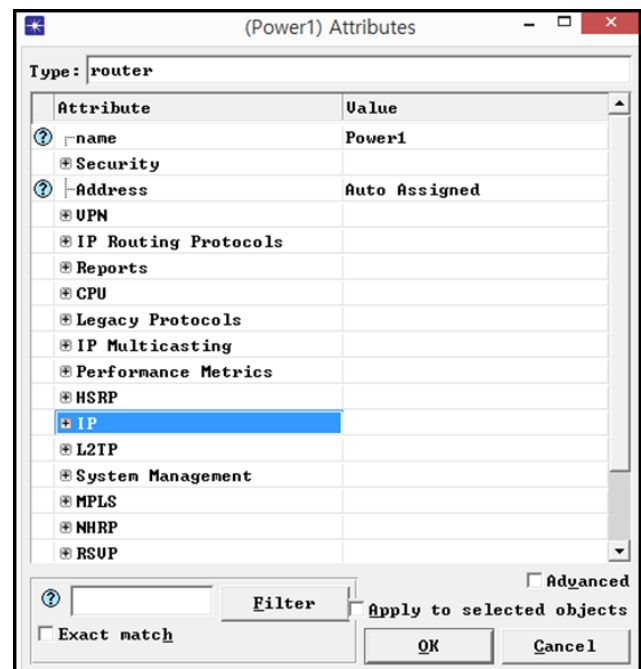 (Power1) Attributes
Type: router
Attribute Value
name Power1
Security
Address Auto Assigned
VPN
IP Routing Protocols
Reports
CPU
Legacy Protocols
IP Multicasting
Performance Metrics
HSRP
IP
L2TP
System Management
MPLS
NHRP
RSVP
Advanced
Filter
Apply to selected objects
Exact match
OK Cancel